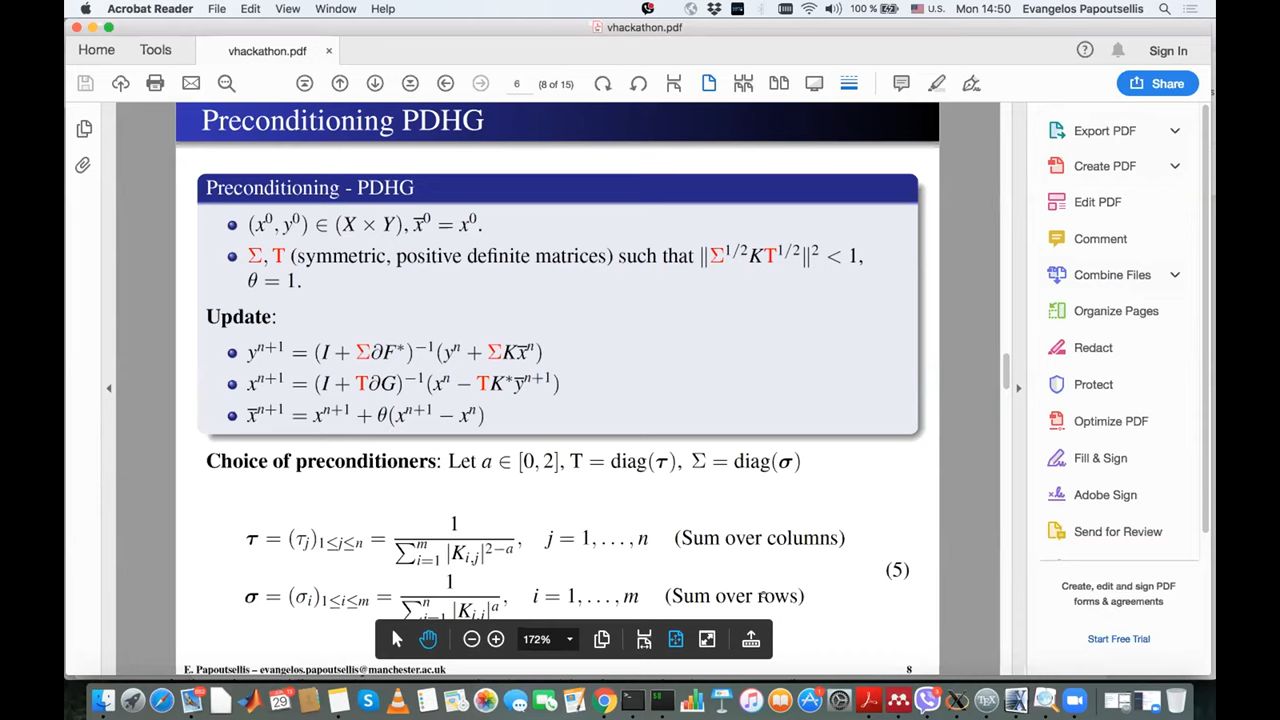 Acrobat Reader File Edit View Window Help 100 % U.S. Mon 14:50 Evangelos Papoutsellis
vhackathon.pdf
Home Tools vhackathon.pdf × Sign In
6 (8 of 15) Share
Preconditioning PDHG
Preconditioning - PDHG
(x⁰, y⁰) ∈ (X × Y), x̅⁰ = x⁰.
Σ, T (symmetric, positive definite matrices) such that ‖Σ^{1/2}KT^{1/2}‖² < 1,
θ = 1.
Update:
y^{n+1} = (I + Σ∂F*)^{-1}(y^n + ΣKx̅^n)
x^{n+1} = (I + T∂G)^{-1}(x^n − TK*y̅^{n+1})
x̅^{n+1} = x^{n+1} + θ(x^{n+1} − x^n)
Choice of preconditioners: Let a ∈ [0, 2], T = diag(τ), Σ = diag(σ)
τ = (τ_j)_{1≤j≤n} = 1 / ∑_{i=1}^{m} |K_{i,j}|^{2−a}, j = 1, . . . , n (Sum over columns)
(5)
σ = (σ_i)_{1≤i≤m} = 1 / ∑_{j=1}^{n} |K_{i,j}|^{a}, i = 1, . . . , m (Sum over rows)
172%
E. Papoutsellis – evangelos.papoutsellis@manchester.ac.uk 8
Export PDF
Create PDF
Edit PDF
Comment
Combine Files
Organize Pages
Redact
Protect
Optimize PDF
Fill & Sign
Adobe Sign
Send for Review
Create, edit and sign PDF
forms & agreements
Start Free Trial